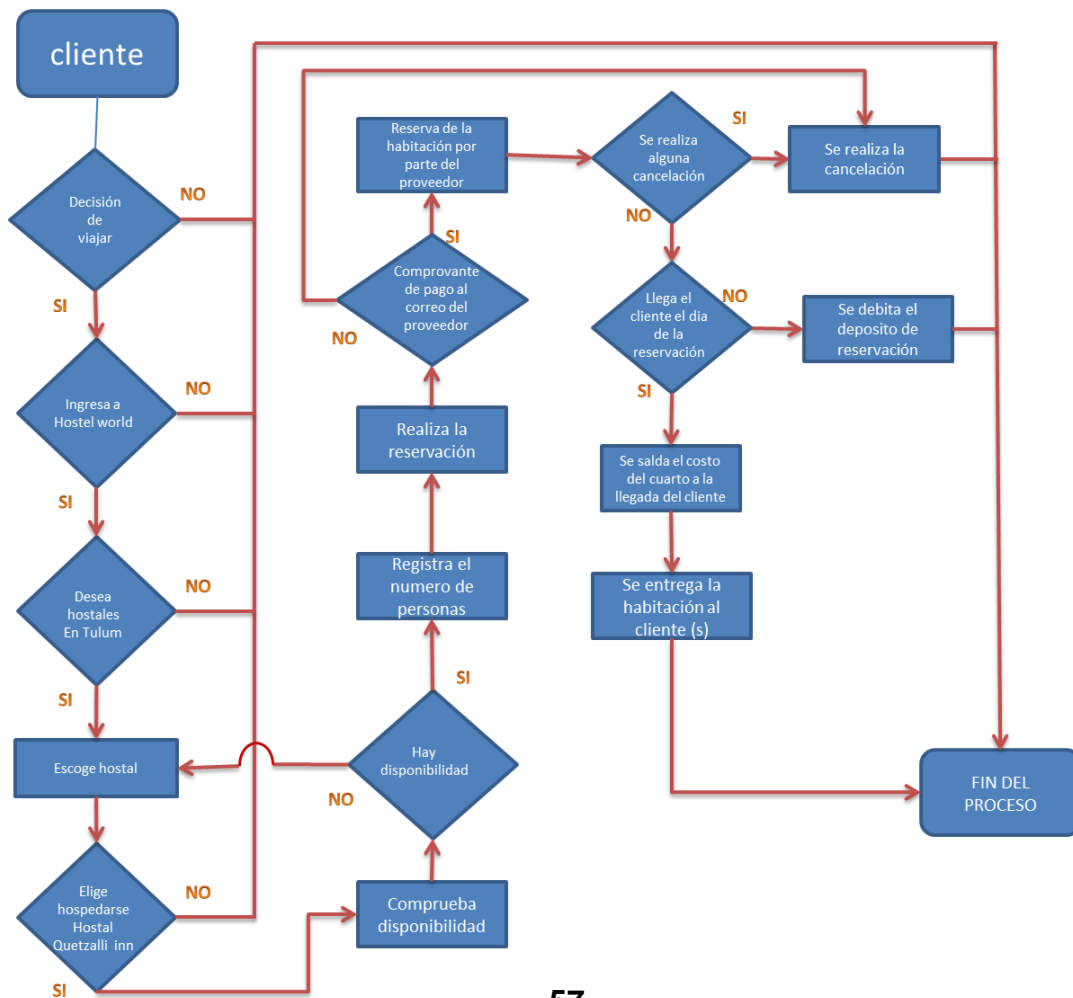 cliente
Decisión
de
viajar
NO
SI
Ingresa a
Hostel world
NO
SI
Desea
hostales
En Tulum
NO
SI
Escoge hostal
Elige
hospedarse
Hostal
Quetzalli inn
NO
SI
Comprueba
disponibilidad
Hay
disponibilidad
NO
SI
Registra el
numero de
personas
Realiza la
reservación
Comprovante
de pago al
correo del
proveedor
NO
SI
Reserva de la
habitación por
parte del
proveedor
Se realiza
alguna
cancelación
SI
NO
Se realiza la
cancelación
Llega el
cliente el dia
de la
reservación
NO
SI
Se debita el
deposito de
reservación
Se salda el costo
del cuarto a la
llegada del cliente
Se entrega la
habitación al
cliente (s)
FIN DEL
PROCESO
57